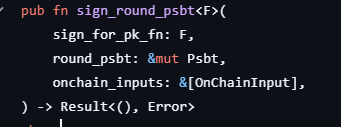 pub fn sign_round_psbt<F>(
sign_for_pk_fn: F,
round_psbt: &mut Psbt,
onchain_inputs: &[OnChainInput],
) -> Result<(), Error>